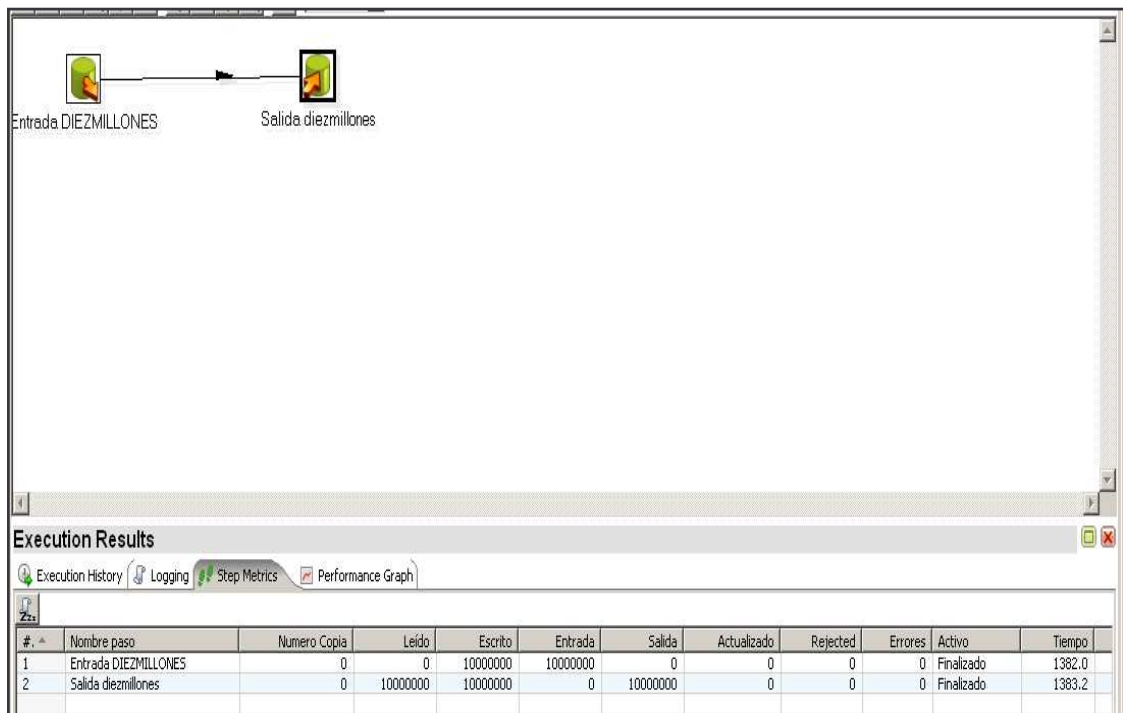 Entrada DIEZMILLONES
Salida diezmillones
Execution Results
Execution History Logging Step Metrics Performance Graph
#. Nombre paso Numero Copia Leído Escrito Entrada Salida Actualizado Rejected Errores Activo Tiempo
1 Entrada DIEZMILLONES 0 0 10000000 10000000 0 0 0 0 Finalizado 1382.0
2 Salida diezmillones 0 10000000 10000000 0 10000000 0 0 0 Finalizado 1383.2